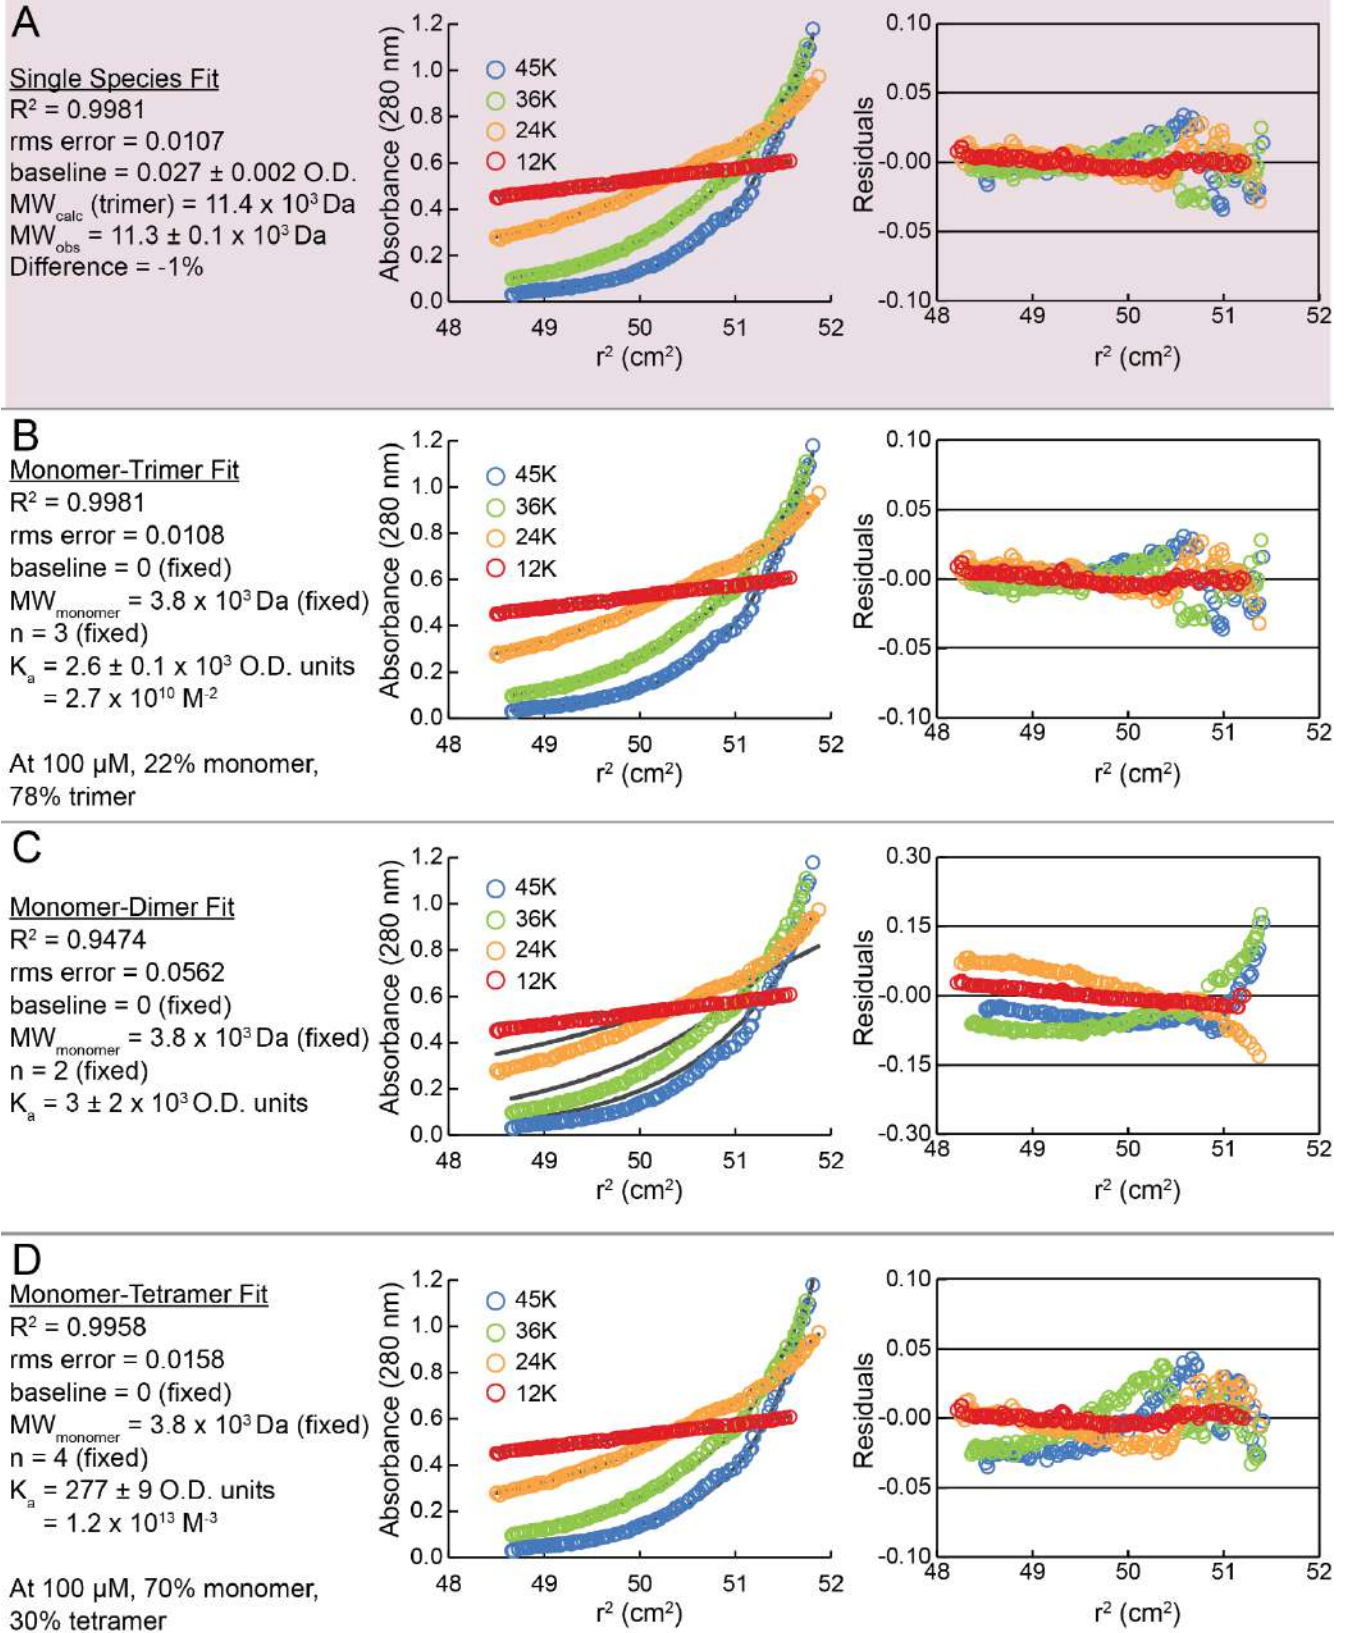 A
Single Species Fit
R² = 0.9981
rms error = 0.0107
baseline = 0.027 ± 0.002 O.D.
MWcalc (trimer) = 11.4 x 10³ Da
MWobs = 11.3 ± 0.1 x 10³ Da
Difference = -1%
Absorbance (280 nm)
1.2
1.0
0.8
0.6
0.4
0.2
0.0
45K
36K
24K
12K
48 49 50 51 52
r² (cm²)
Residuals
0.10
0.05
-0.00
-0.05
-0.10
48 49 50 51 52
r² (cm²)
B
Monomer-Trimer Fit
R² = 0.9981
rms error = 0.0108
baseline = 0 (fixed)
MWmonomer = 3.8 x 10³ Da (fixed)
n = 3 (fixed)
Ka = 2.6 ± 0.1 x 10³ O.D. units
= 2.7 x 10¹⁰ M⁻²
At 100 µM, 22% monomer,
78% trimer
Absorbance (280 nm)
1.2
1.0
0.8
0.6
0.4
0.2
0.0
45K
36K
24K
12K
48 49 50 51 52
r² (cm²)
Residuals
0.10
0.05
-0.00
-0.05
-0.10
48 49 50 51 52
r² (cm²)
C
Monomer-Dimer Fit
R² = 0.9474
rms error = 0.0562
baseline = 0 (fixed)
MWmonomer = 3.8 x 10³ Da (fixed)
n = 2 (fixed)
Ka = 3 ± 2 x 10³ O.D. units
Absorbance (280 nm)
1.2
1.0
0.8
0.6
0.4
0.2
0.0
45K
36K
24K
12K
48 49 50 51 52
r² (cm²)
Residuals
0.30
0.15
-0.00
-0.15
-0.30
48 49 50 51 52
r² (cm²)
D
Monomer-Tetramer Fit
R² = 0.9958
rms error = 0.0158
baseline = 0 (fixed)
MWmonomer = 3.8 x 10³ Da (fixed)
n = 4 (fixed)
Ka = 277 ± 9 O.D. units
= 1.2 x 10¹³ M⁻³
At 100 µM, 70% monomer,
30% tetramer
Absorbance (280 nm)
1.2
1.0
0.8
0.6
0.4
0.2
0.0
45K
36K
24K
12K
48 49 50 51 52
r² (cm²)
Residuals
0.10
0.05
-0.00
-0.05
-0.10
48 49 50 51 52
r² (cm²)